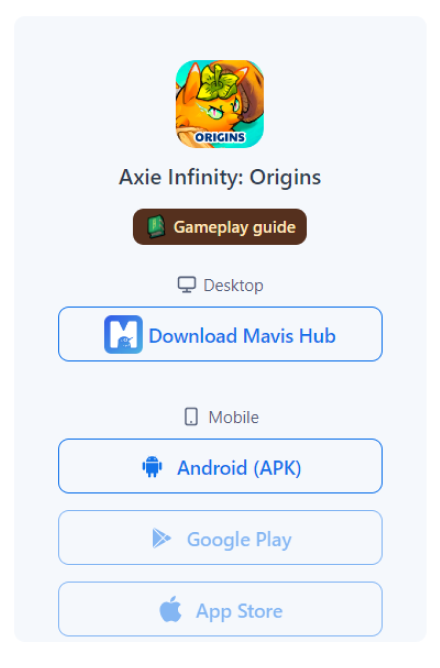 ORIGINS
Axie Infinity: Origins
Gameplay guide
Desktop
Download Mavis Hub
Mobile
Android (APK)
Google Play
App Store